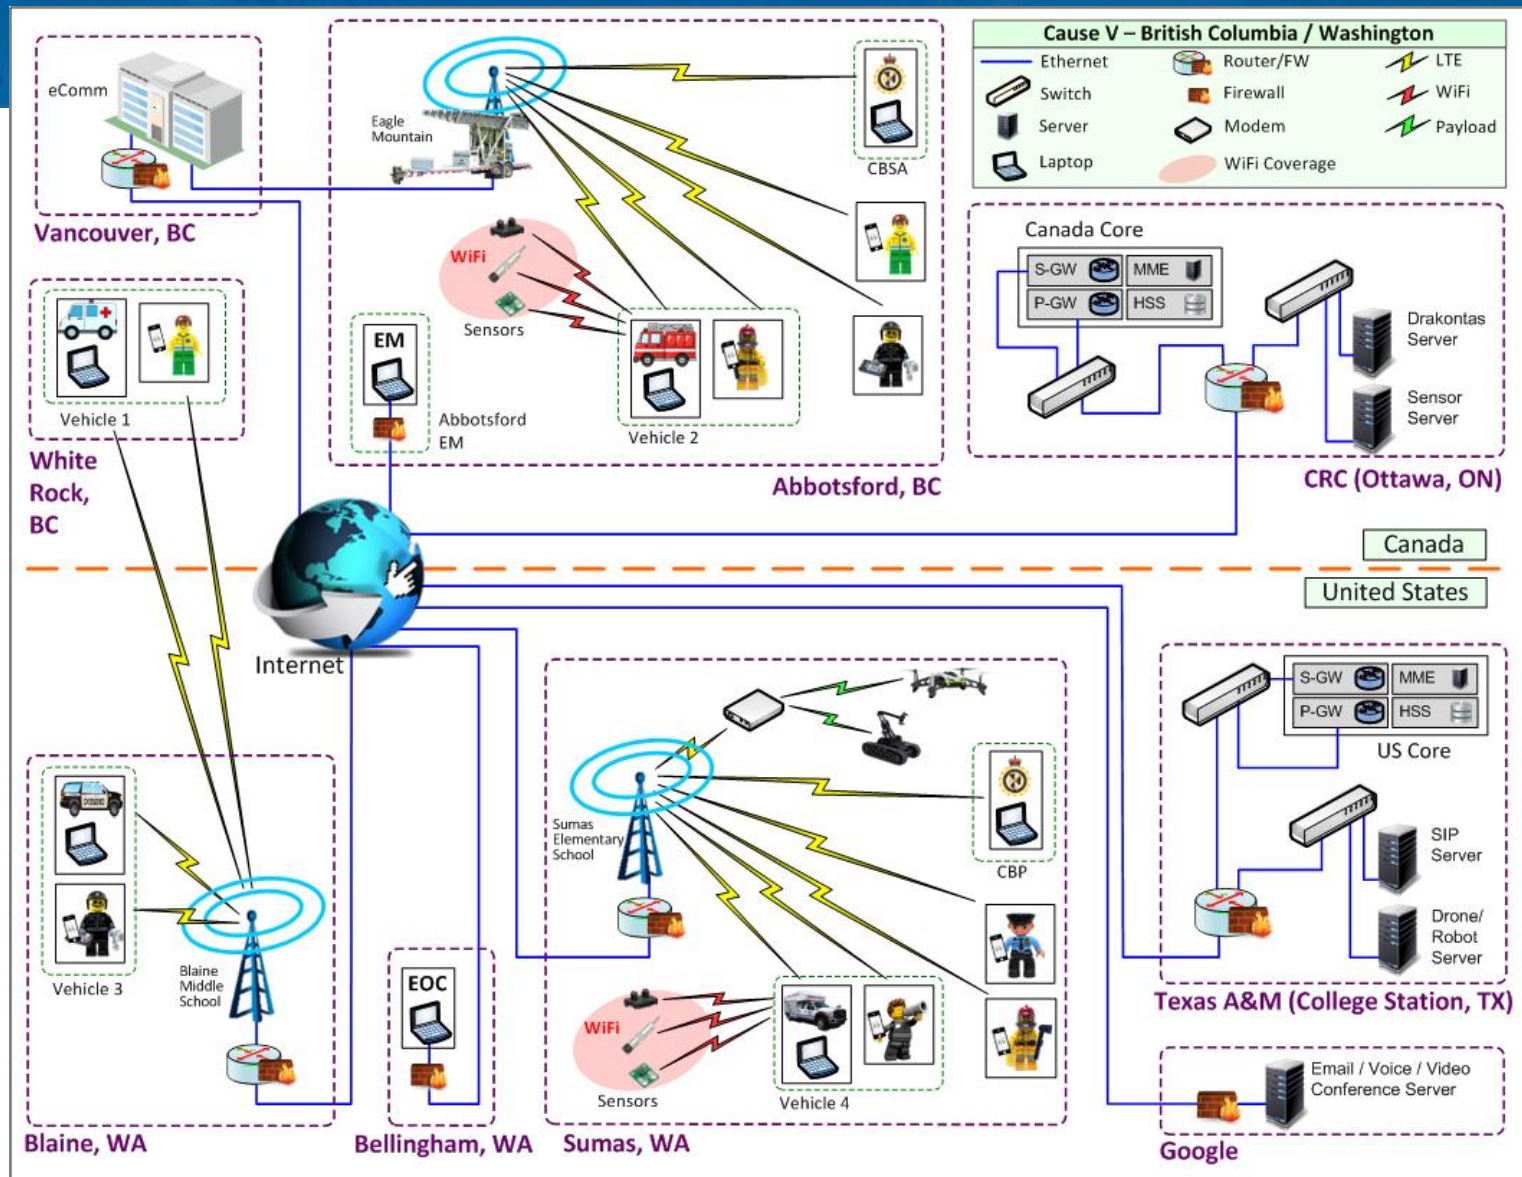 Cause V – British Columbia / Washington
Ethernet
Router/FW
LTE
Switch
Firewall
WiFi
Server
Modem
Payload
Laptop
WiFi Coverage
eComm
Vancouver, BC
Eagle
Mountain
CBSA
WiFi
Sensors
EM
Abbotsford
EM
Vehicle 2
Abbotsford, BC
Canada Core
S-GW
MME
P-GW
HSS
Drakontas
Server
Sensor
Server
CRC (Ottawa, ON)
Vehicle 1
White
Rock,
BC
Canada
United States
Internet
Vehicle 3
Blaine
Middle
School
Blaine, WA
EOC
Bellingham, WA
Sumas
Elementary
School
CBP
WiFi
Sensors
Vehicle 4
Sumas, WA
S-GW
MME
P-GW
HSS
US Core
SIP
Server
Drone/
Robot
Server
Texas A&M (College Station, TX)
Email / Voice / Video
Conference Server
Google